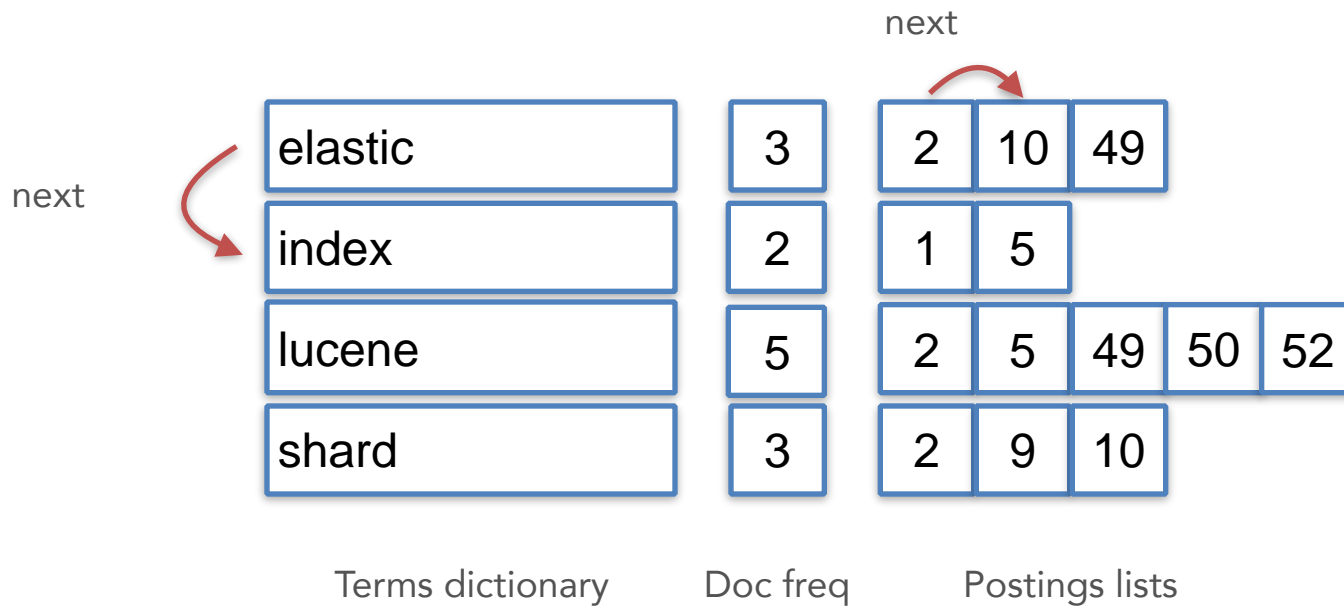 next
elastic 3 2 10 49
next
index 2 1 5
lucene 5 2 5 49 50 52
shard 3 2 9 10
Terms dictionary Doc freq Postings lists